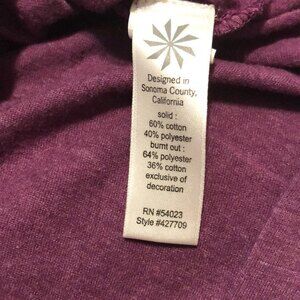 Designed in
Sonoma County,
California
solid :
60% cotton
40% polyester
burnt out :
64% polyester
36% cotton
exclusive of
decoration
RN #54023
Style #427709